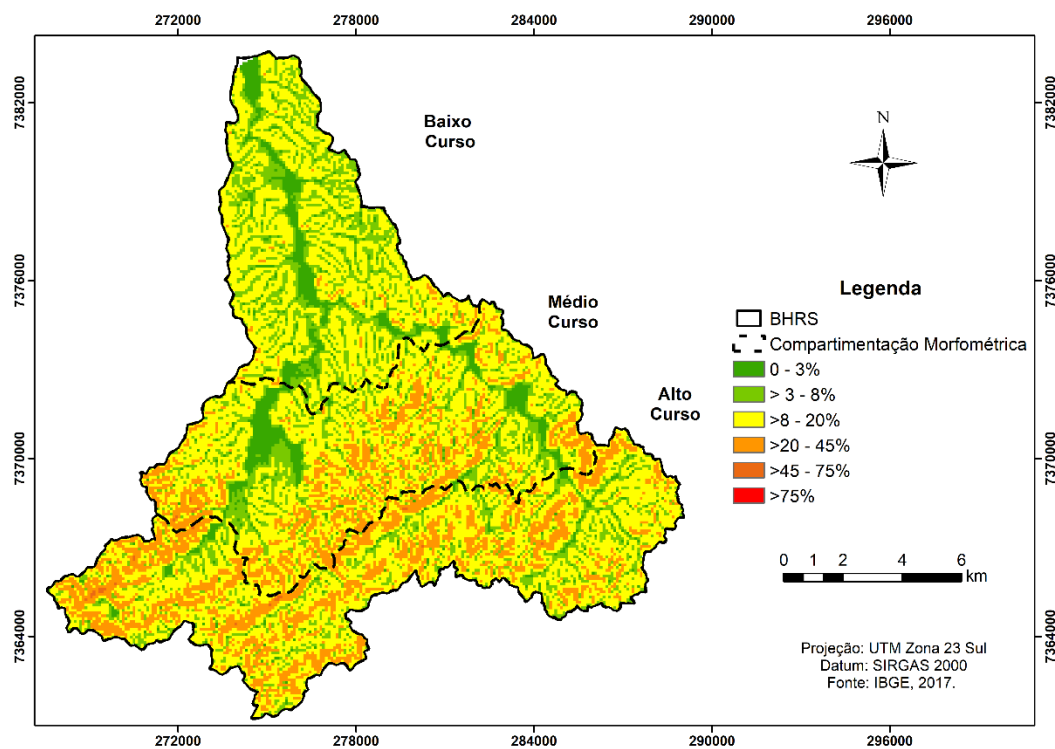 272000 278000 284000 290000 296000
7382000 7382000
Baixo
Curso
N
7376000 7376000
Médio
Curso
Legenda
BHRS
Compartimentação Morfométrica
0 - 3%
> 3 - 8%
>8 - 20%
>20 - 45%
>45 - 75%
>75%
Alto
Curso
7370000 7370000
0 1 2 4 6
km
7364000 7364000
Projeção: UTM Zona 23 Sul
Datum: SIRGAS 2000
Fonte: IBGE, 2017.
272000 278000 284000 290000 296000